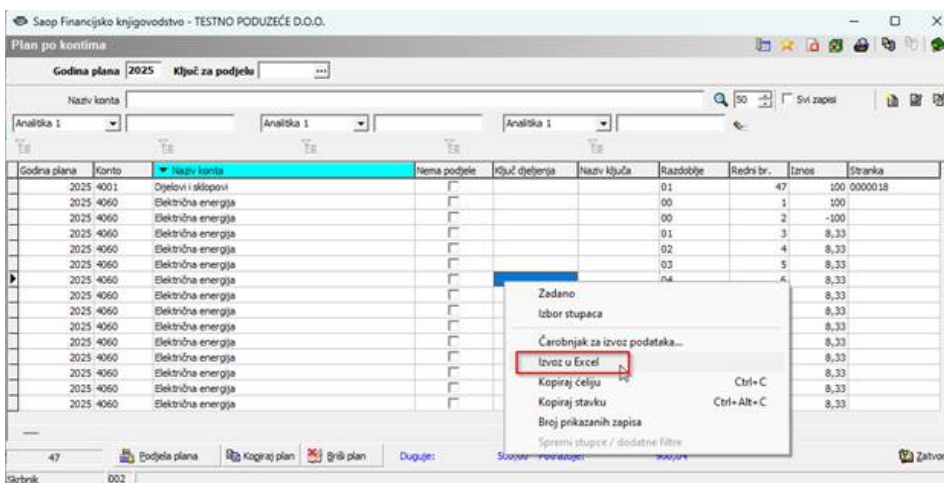 Saop Financijsko knjigovodstvo - TESTNO PODUZEĆE D.O.O.
Plan po kontima
Godina plana 2025 Ključ za podjelu ...
Naziv konta 50 Svi zapisi
Analitika 1 Analitika 1 Analitika 1
Godina plana Konto Naziv konta Nema podjele Ključ dijeljenja Naziv ključa Razdoblje Redni br. Iznos Stranka
2025 4001 Dijelovi i sklopovi 01 47 100 0000018
2025 4060 Električna energija 00 1 100
2025 4060 Električna energija 00 2 -100
2025 4060 Električna energija 01 3 8,33
2025 4060 Električna energija 02 4 8,33
2025 4060 Električna energija 03 5 8,33
2025 4060 Električna energija 04 6 8,33
2025 4060 Električna energija 8,33
2025 4060 Električna energija 8,33
2025 4060 Električna energija 8,33
2025 4060 Električna energija 8,33
2025 4060 Električna energija 8,33
2025 4060 Električna energija 8,33
2025 4060 Električna energija 8,33
Zadano
Izbor stupaca
Čarobnjak za izvoz podataka...
Izvoz u Excel
Kopiraj ćeliju Ctrl+C
Kopiraj stavku Ctrl+Alt+C
Broj prikazanih zapisa
Spremi stupce / dodatne filtre
47 Podjela plana Kopiraj plan Briši plan Duguje:
Skrbnik 002